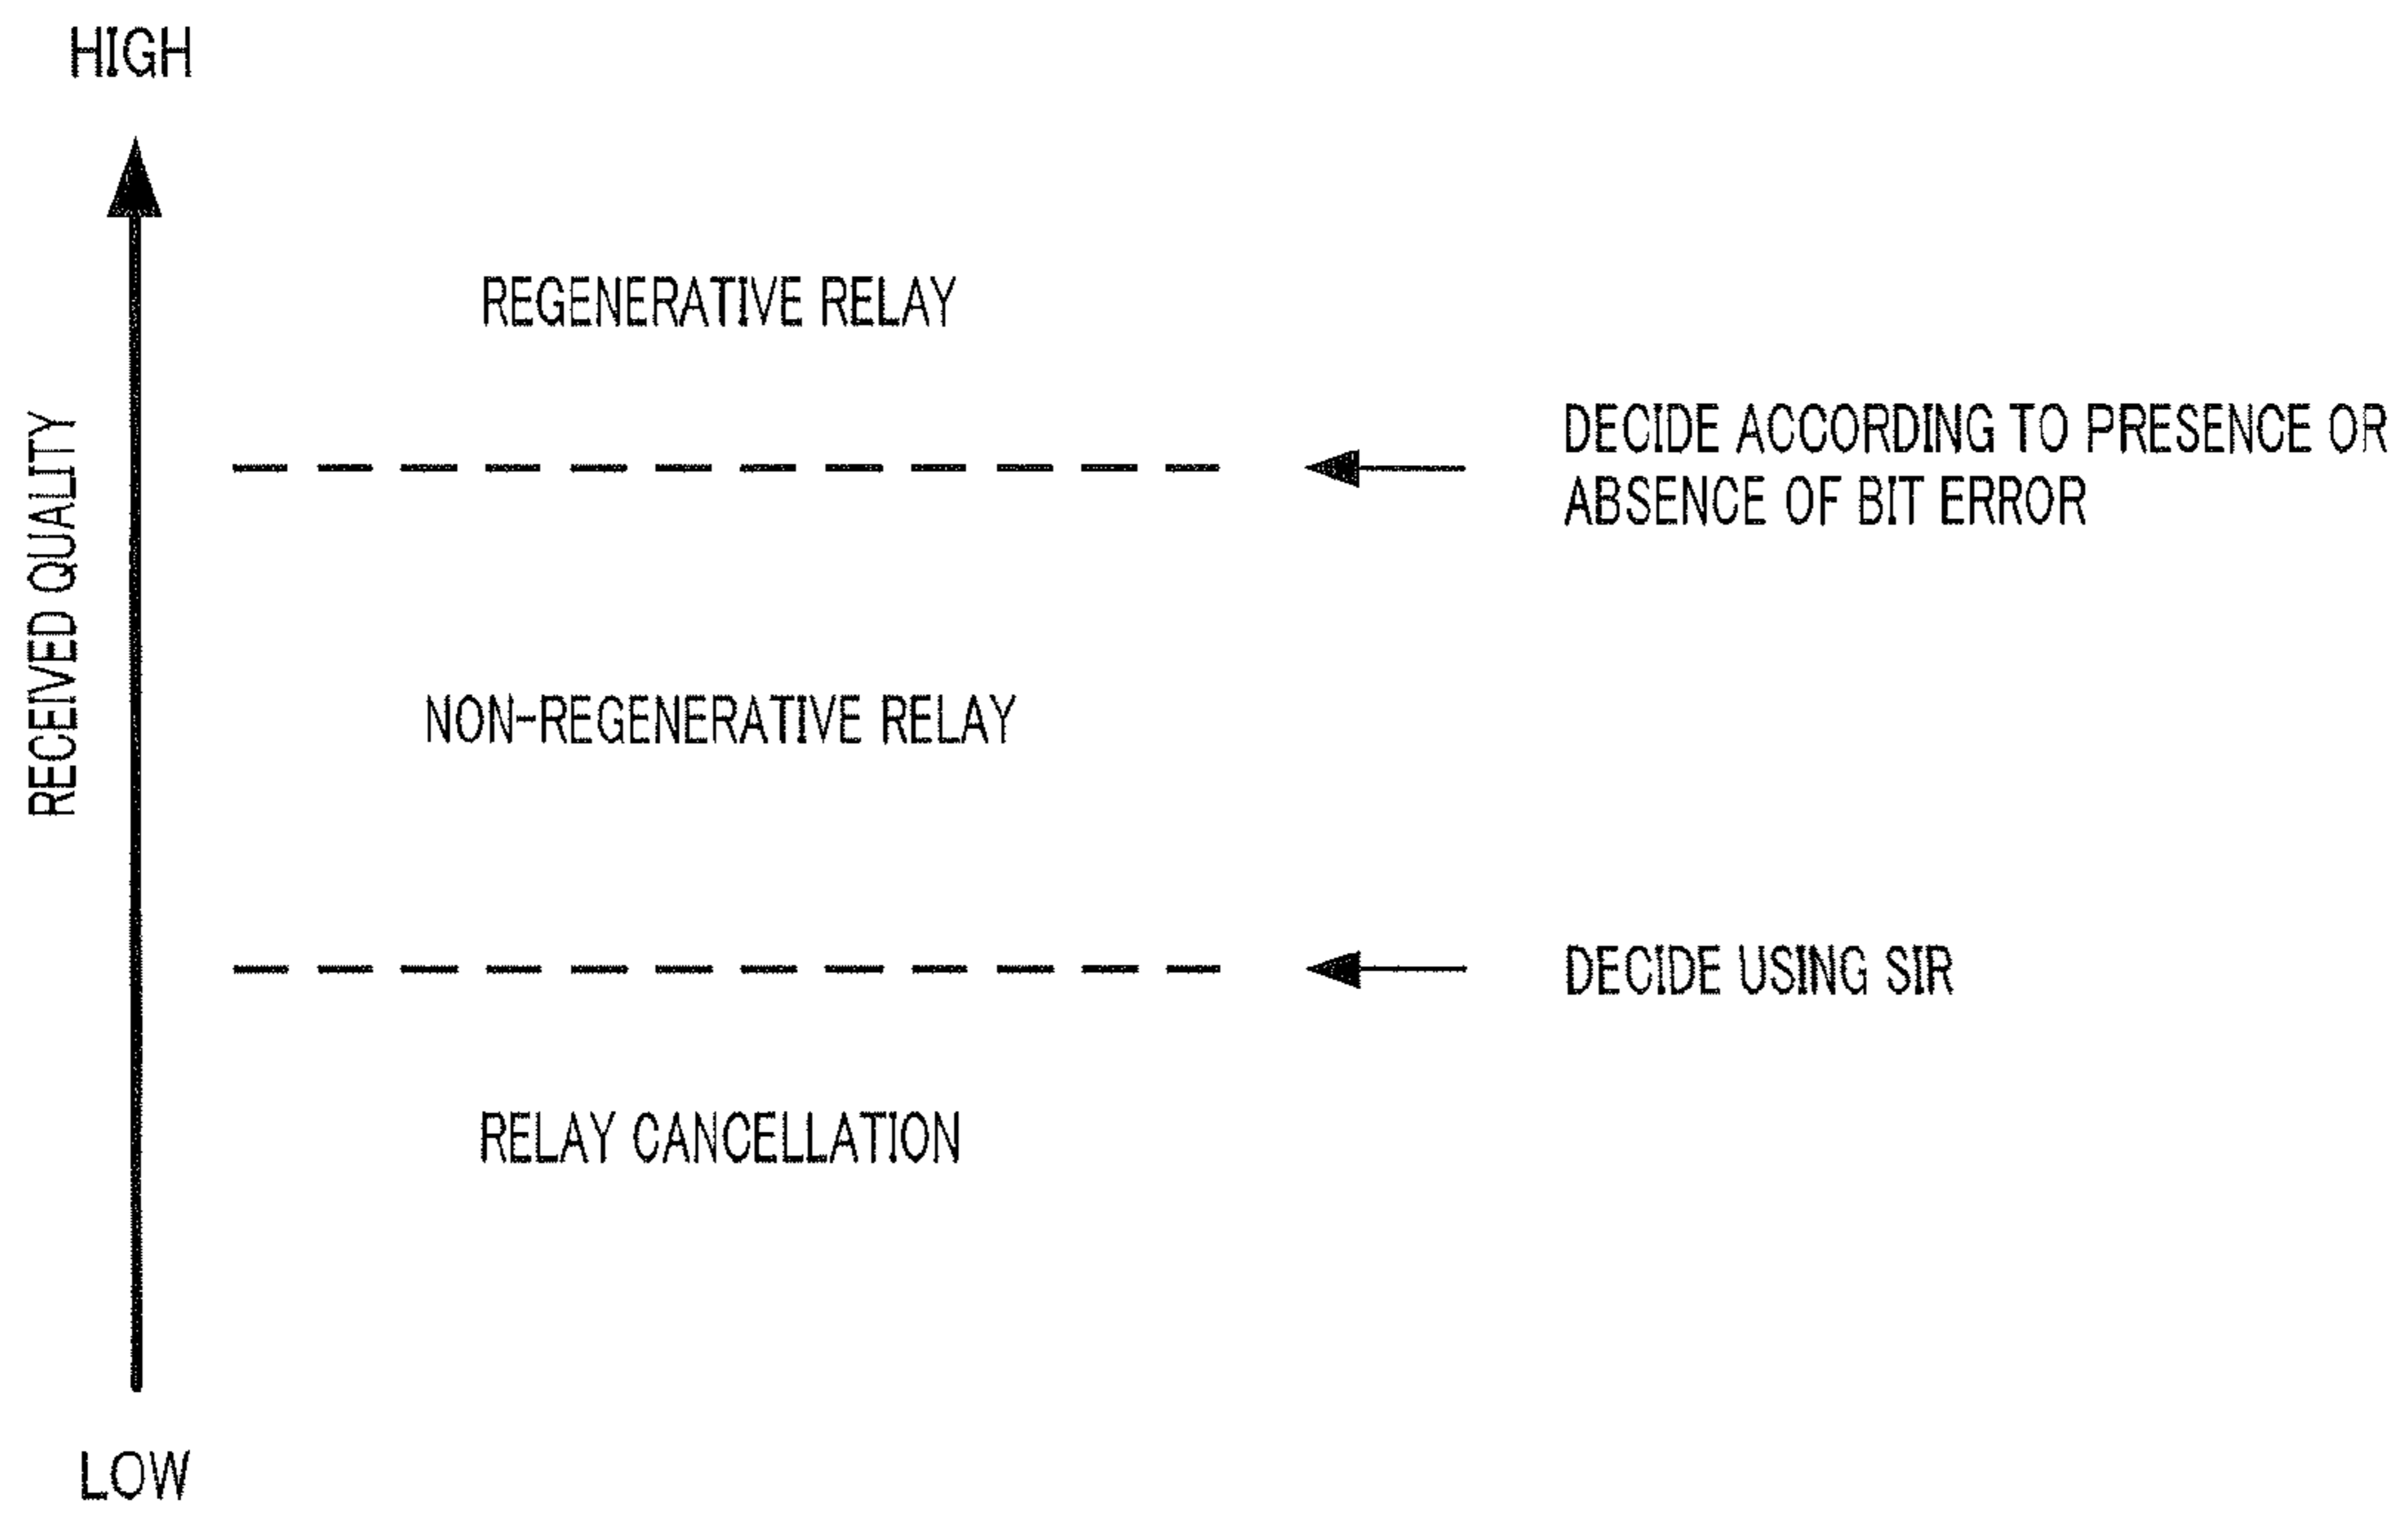 HIGH
RECEIVED QUALITY
REGENERATIVE RELAY
DECIDE ACCORDING TO PRESENCE OR
ABSENCE OF BIT ERROR
NON-REGENERATIVE RELAY
DECIDE USING SIR
RELAY CANCELLATION
LOW